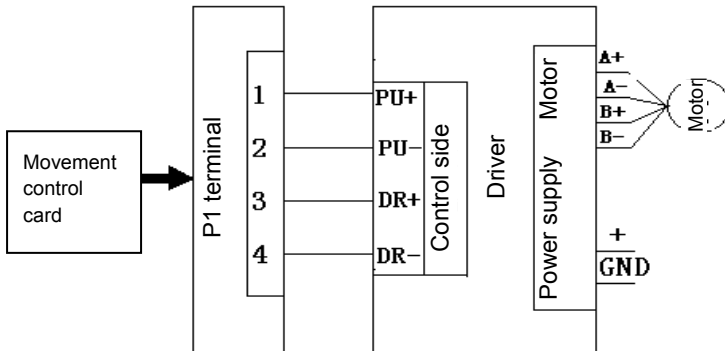 Movement
control
card
P1 terminal
1
2
3
4
PU+
PU-
DR+
DR-
Control side
Driver
Power supply Motor
A+
A-
B+
B-
+
GND
Motor